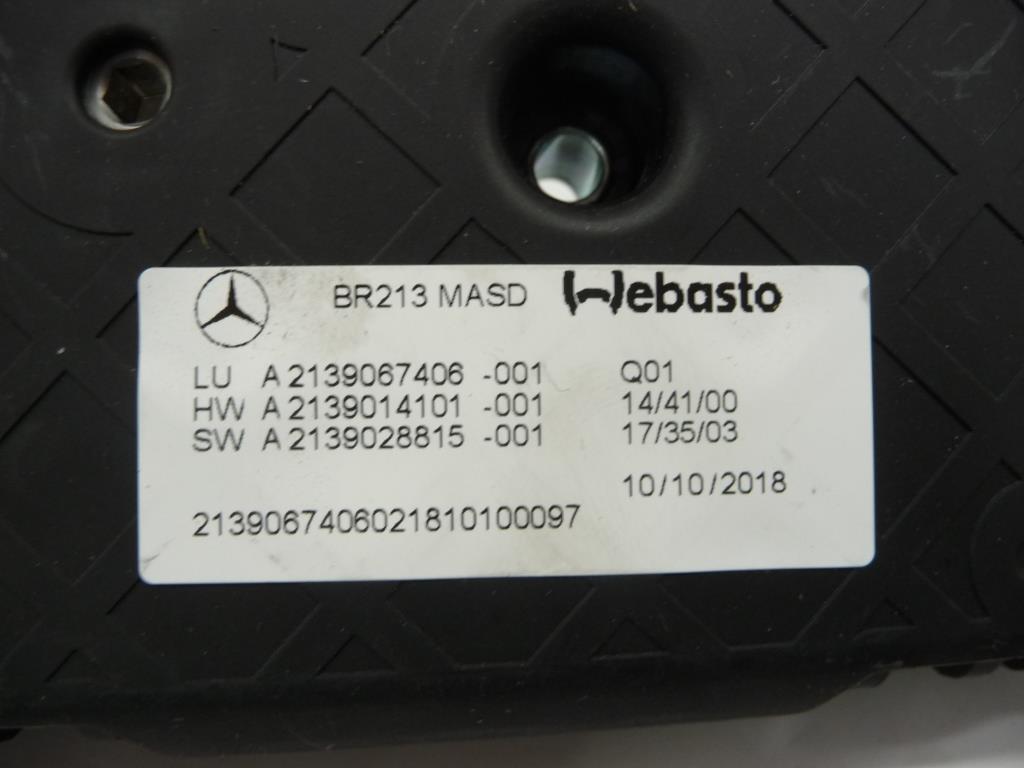 BR213 MASD Webasto
LU A 2139067406 -001 Q01
HW A 2139014101 -001 14/41/00
SW A 2139028815 -001 17/35/03
10/10/2018
2139067406021810100097